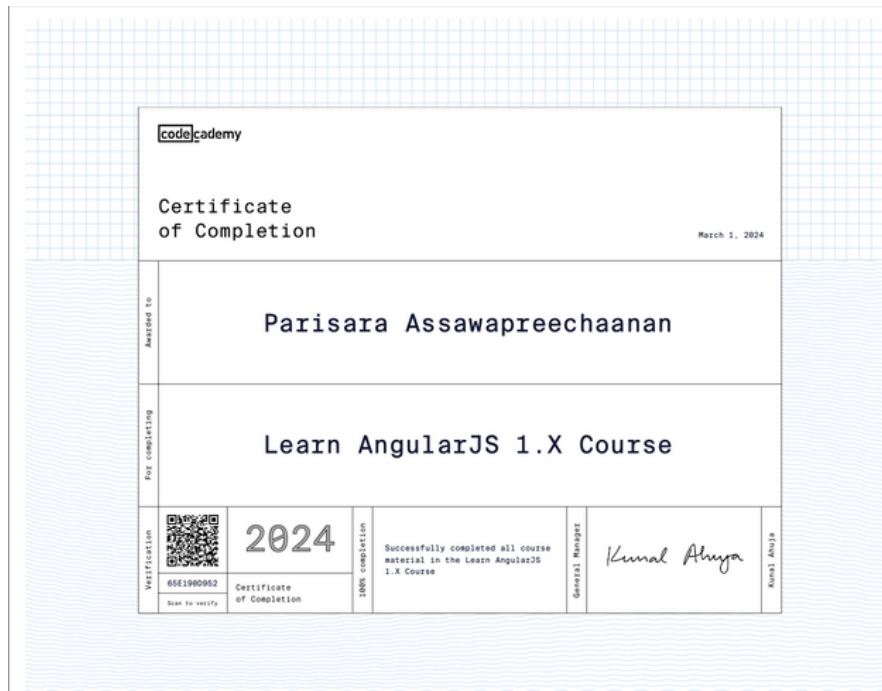 codecademy
Certificate
of Completion
March 1, 2024
Awarded to
Parisara Assawapreechaanan
For completing
Learn AngularJS 1.X Course
Verification
65E190D952
Scan to verify
2024
Certificate
of Completion
100% completion
Successfully completed all course
material in the Learn AngularJS
1.X Course
General Manager
Kunal Ahuja
Kunal Ahuja